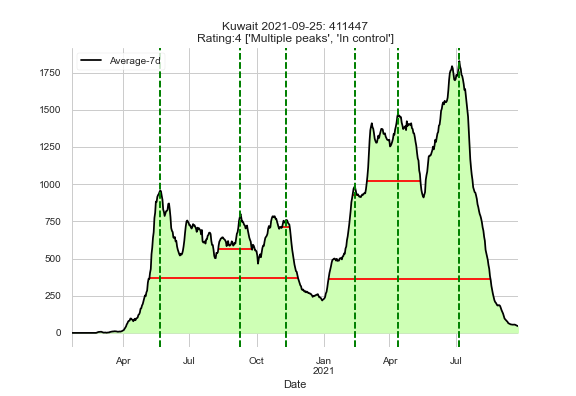 Kuwait 2021-09-25: 411447
Rating:4 ['Multiple peaks', 'In control']
Average-7d
1750
1500
1250
1000
750
500
250
0
Apr
Jul
Oct
Jan
2021
Apr
Jul
Date